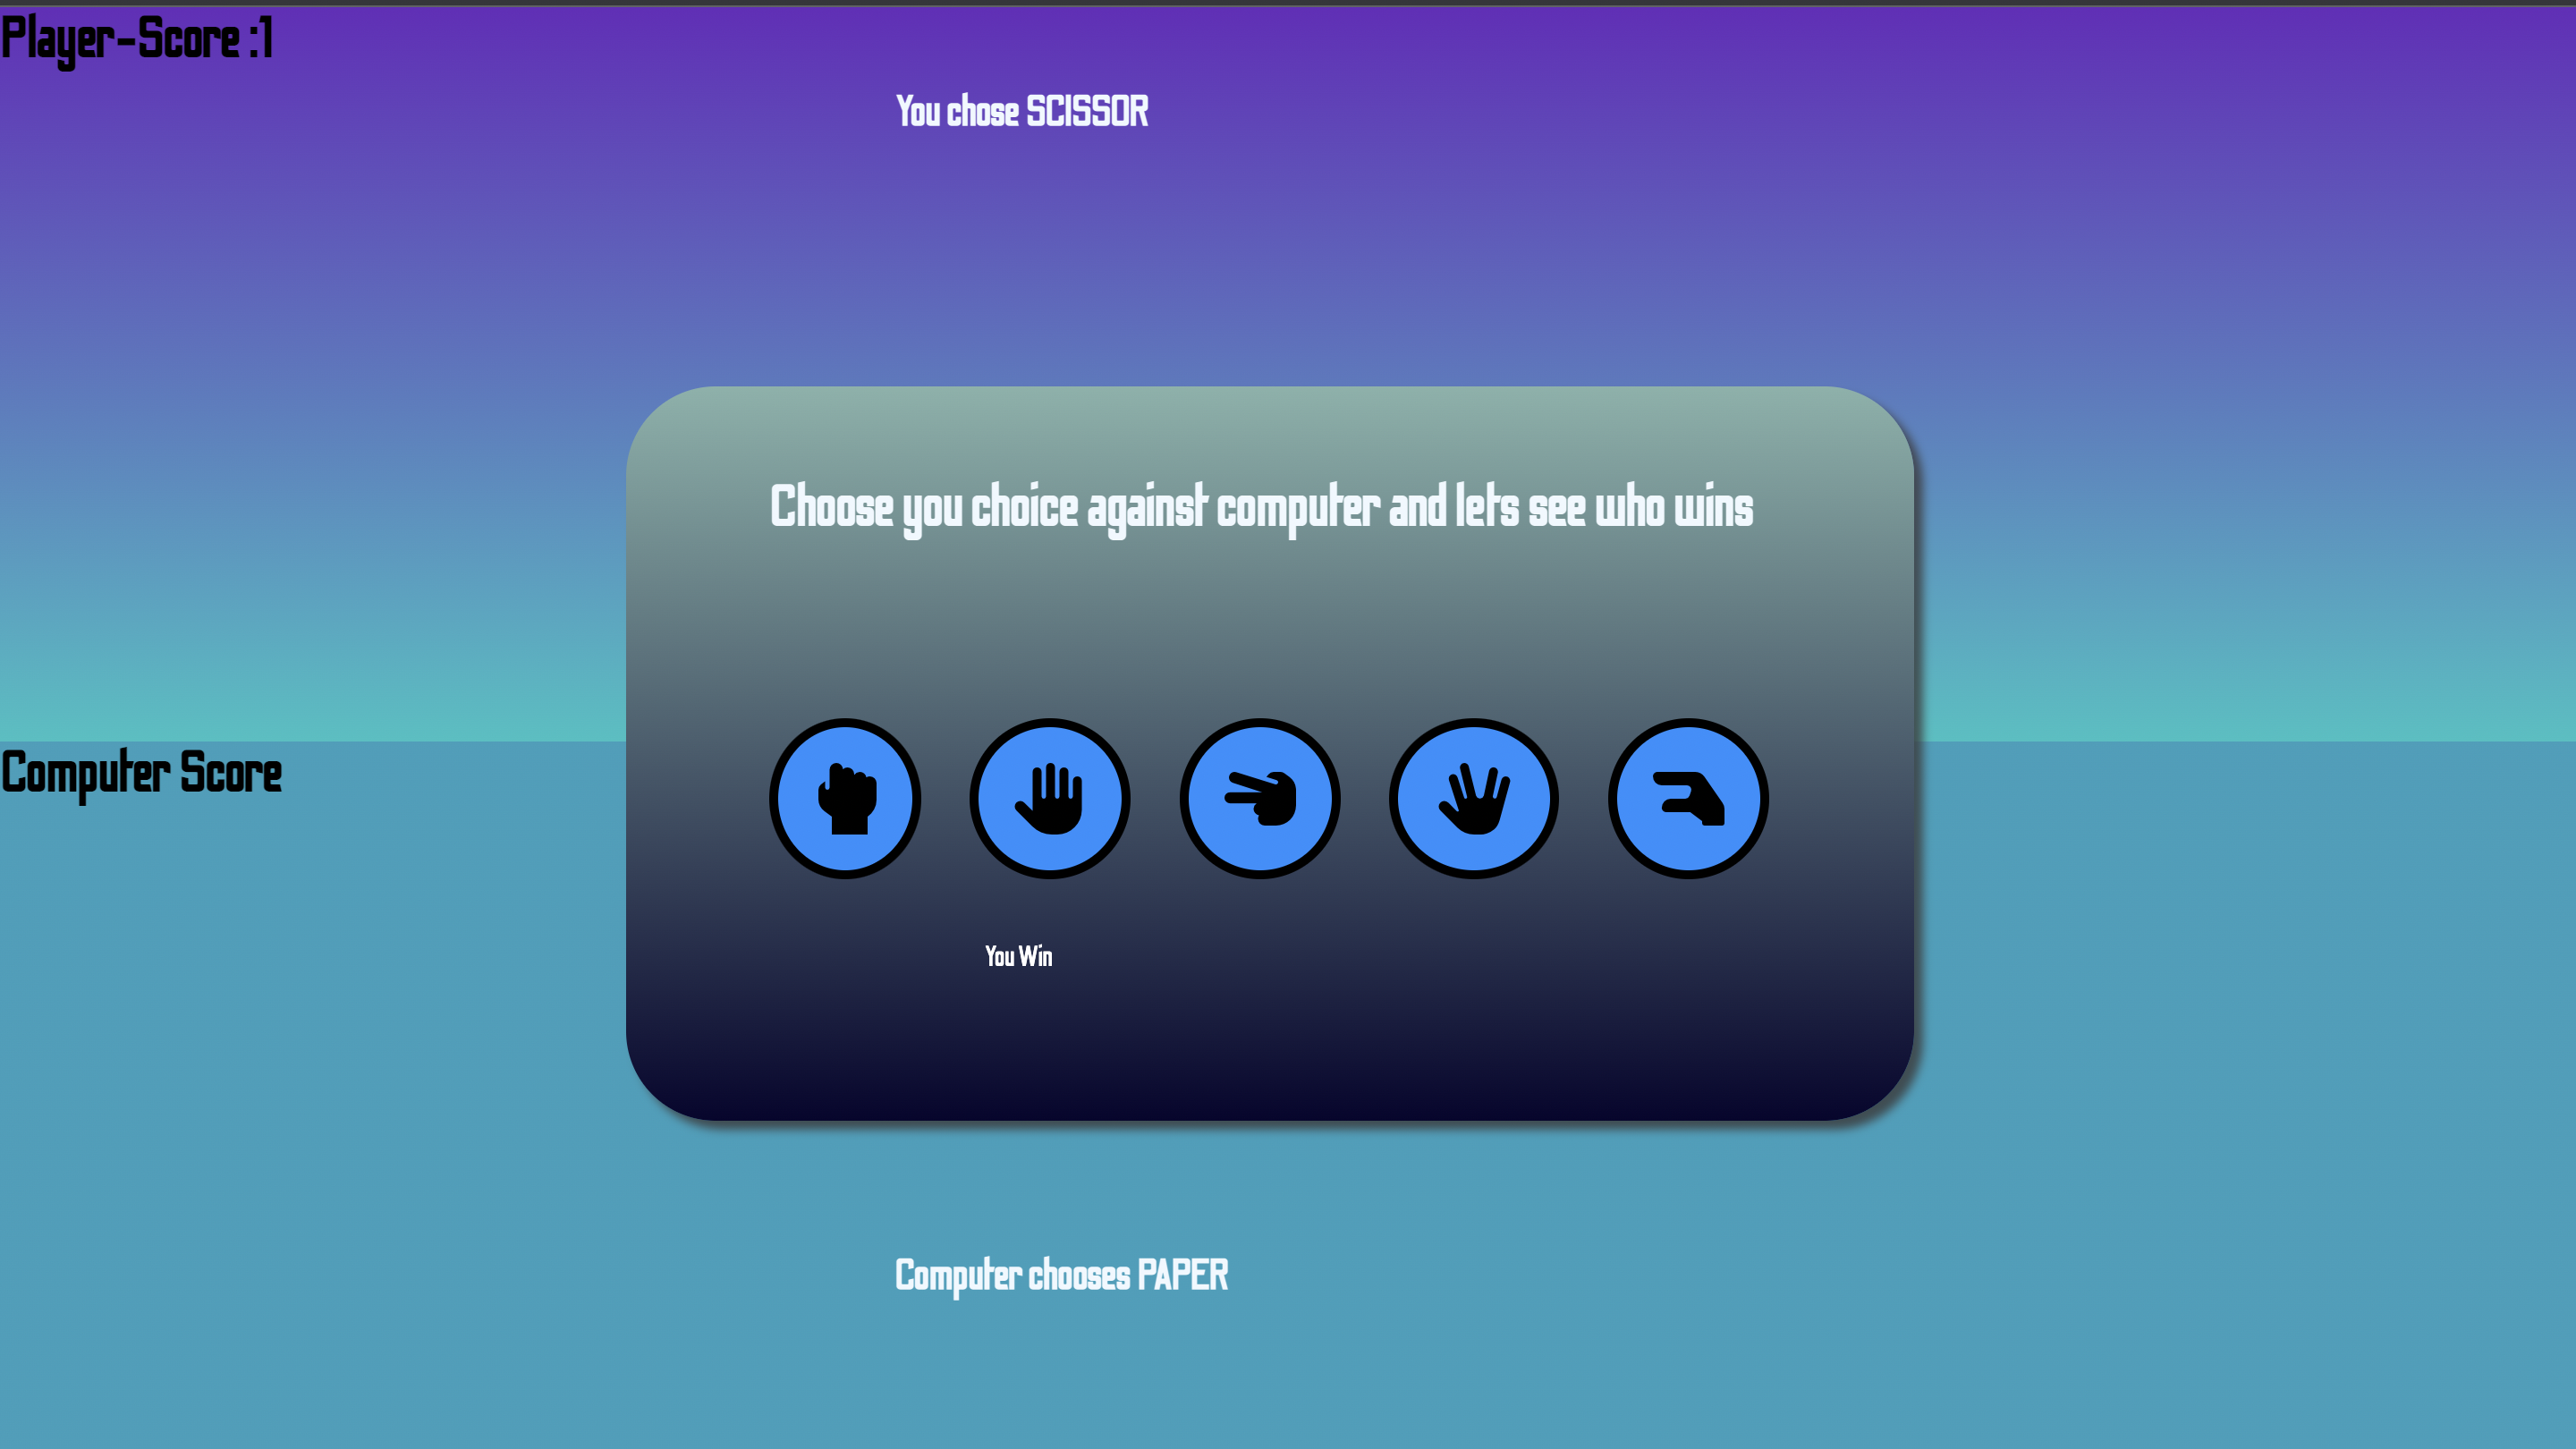 Player-Score :1
You chose SCISSOR
Choose you choice against computer and lets see who wins
Computer Score
You Win
Computer chooses PAPER